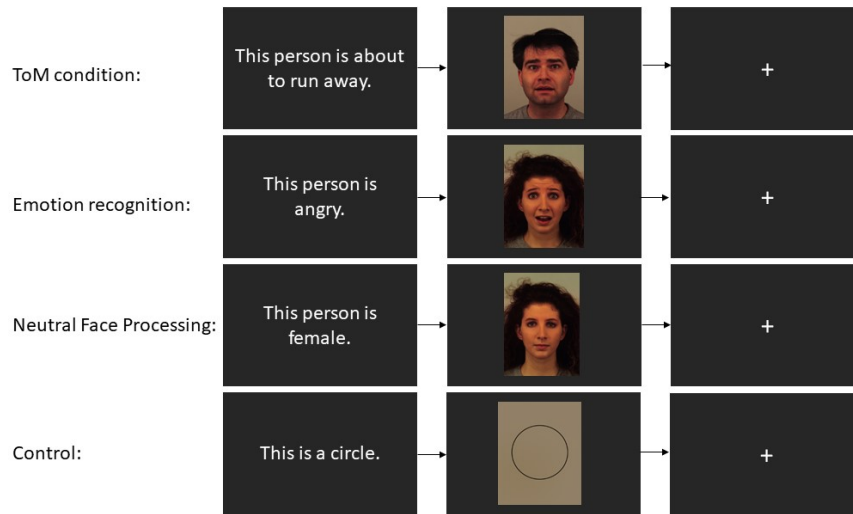 ToM condition:
This person is about
to run away.
+
Emotion recognition:
This person is
angry.
+
Neutral Face Processing:
This person is
female.
+
Control:
This is a circle.
+